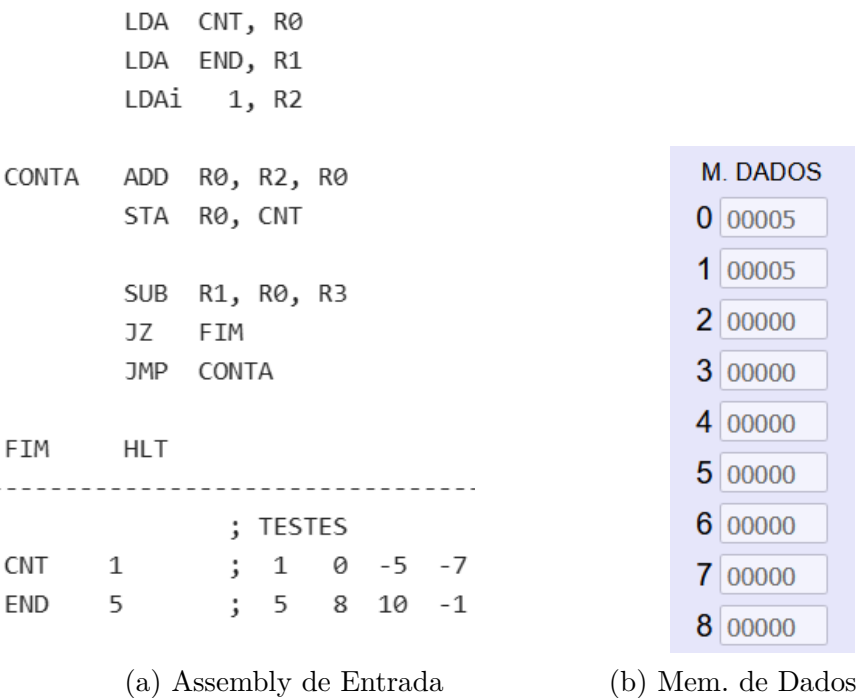 LDA CNT, R0
LDA END, R1
LDAi 1, R2
CONTA ADD R0, R2, R0
STA R0, CNT
SUB R1, R0, R3
JZ FIM
JMP CONTA
FIM HLT
---------------------------------
; TESTES
CNT 1 ; 1 0 -5 -7
END 5 ; 5 8 10 -1
(a) Assembly de Entrada
M. DADOS
0 00005
1 00005
2 00000
3 00000
4 00000
5 00000
6 00000
7 00000
8 00000
(b) Mem. de Dados